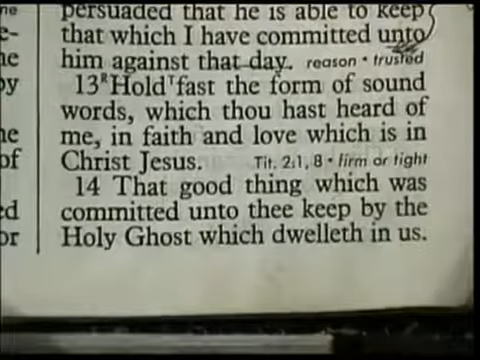 persuaded that he is able to keep
that which I have committed unto
him against that day. reason • trusted
13 ᴿHold ᵀfast the form of sound
words, which thou hast heard of
me, in faith and love which is in
Christ Jesus. Tit. 2:1, 8 • firm or tight
14 That good thing which was
committed unto thee keep by the
Holy Ghost which dwelleth in us.